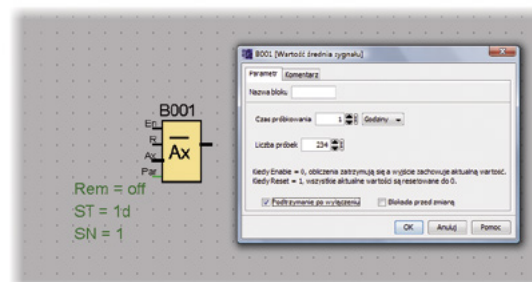 B001
En
R
Ax
Par
Ax
Rem = off
ST = 1d
SN = 1
B001 [Wartość średnia sygnału]
Parametr
Komentarz
Nazwa bloku
Czas próbkowania 1 Godziny
Liczba próbek 234
Kiedy Enable = 0, obliczenia zatrzymują się a wyjście zachowuje aktualną wartość.
Kiedy Reset = 1, wszystkie aktualne wartości są resetowane do 0.
Podtrzymanie po wyłączeniu
Blokada przed zmianą
OK Anuluj Pomoc